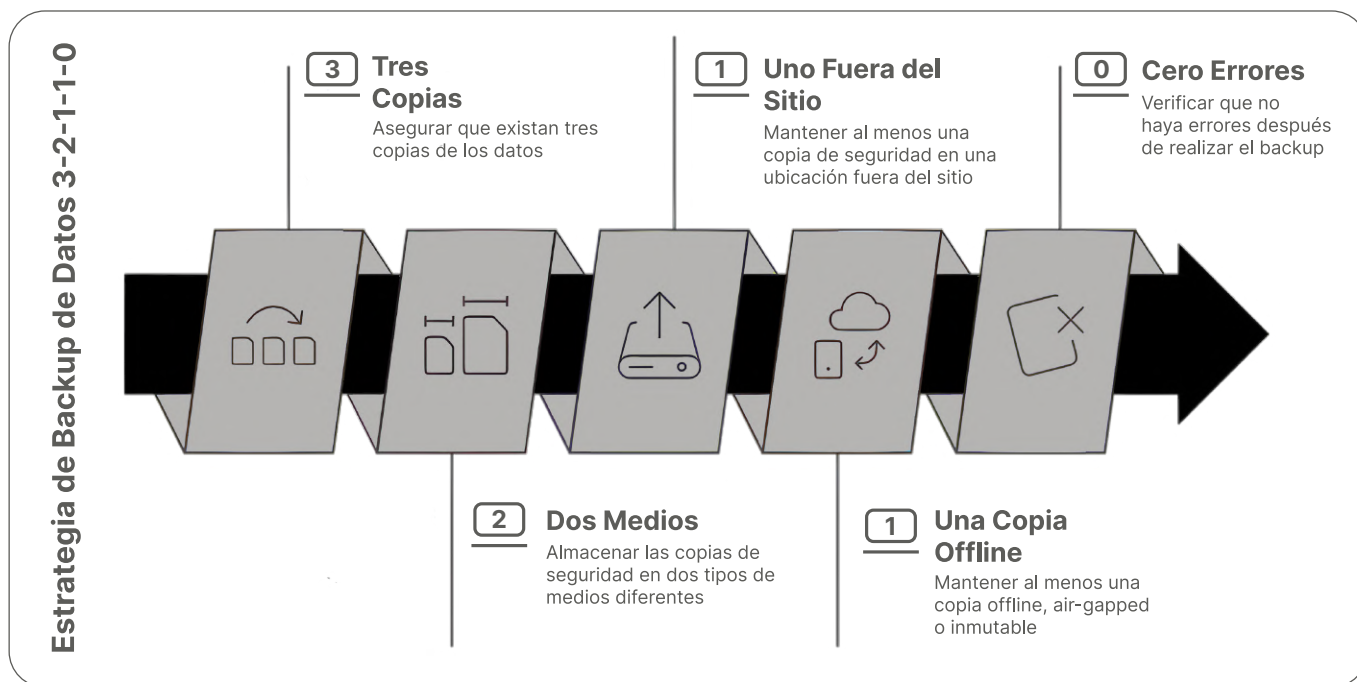 Estrategia de Backup de Datos 3-2-1-1-0
3
Tres
Copias
Asegurar que existan tres
copias de los datos
1
Uno Fuera del
Sitio
Mantener al menos una
copia de seguridad en una
ubicación fuera del sitio
0
Cero Errores
Verificar que no
haya errores después
de realizar el backup
2
Dos Medios
Almacenar las copias de
seguridad en dos tipos de
medios diferentes
1
Una Copia
Offline
Mantener al menos una
copia offline, air-gapped
o inmutable